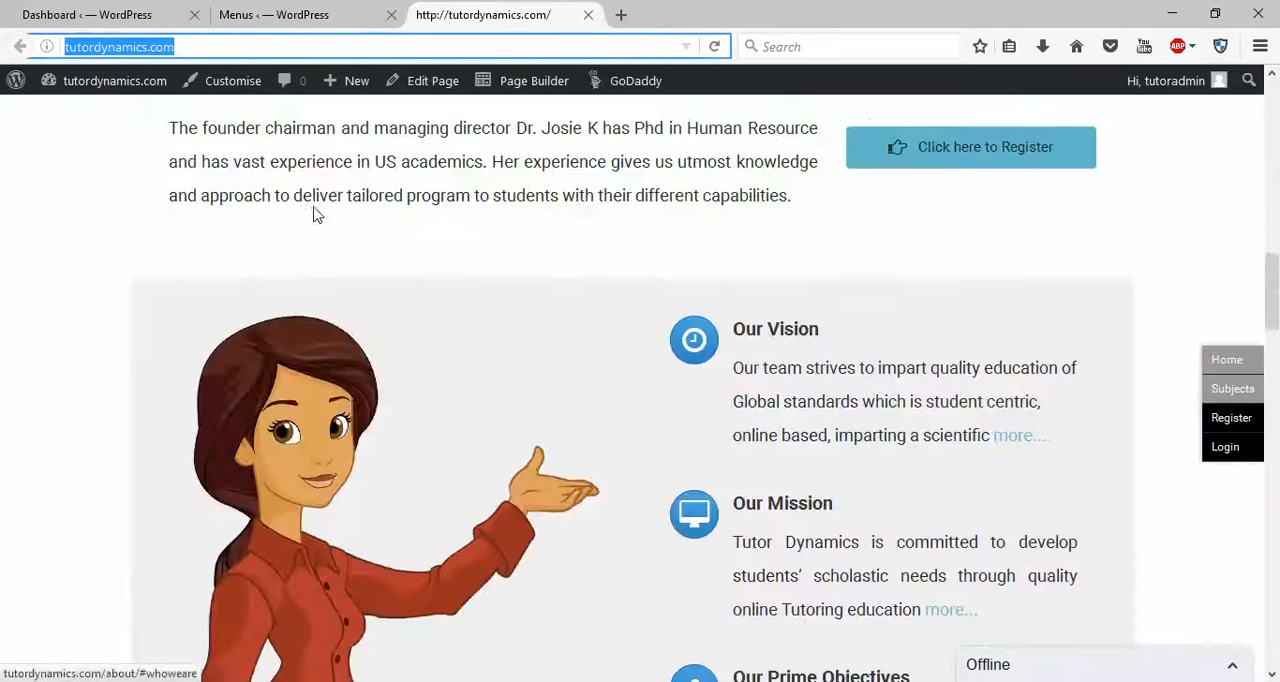 Dashboard ‹ — WordPress
Menus ‹ — WordPress
http://tutordynamics.com/
tutordynamics.com
Search
You Tube
ABP
tutordynamics.com
Customise
0
New
Edit Page
Page Builder
GoDaddy
Hi, tutoradmin
The founder chairman and managing director Dr. Josie K has Phd in Human Resource
and has vast experience in US academics. Her experience gives us utmost knowledge
and approach to deliver tailored program to students with their different capabilities.
Click here to Register
Our Vision
Our team strives to impart quality education of
Global standards which is student centric,
online based, imparting a scientific more....
Home
Subjects
Register
Login
Our Mission
Tutor Dynamics is committed to develop
students’ scholastic needs through quality
online Tutoring education more...
Our Prime Objectives
Offline
tutordynamics.com/about/#whoweare